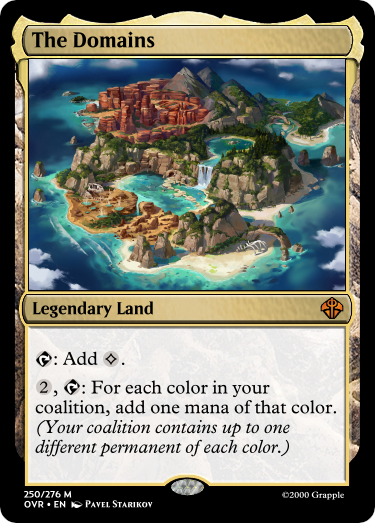 The Domains
Legendary Land
: Add .
2, : For each color in your
coalition, add one mana of that color.
(Your coalition contains up to one
different permanent of each color.)
250/276 M
OVR • EN Pavel Starikov
©2000 Grapple